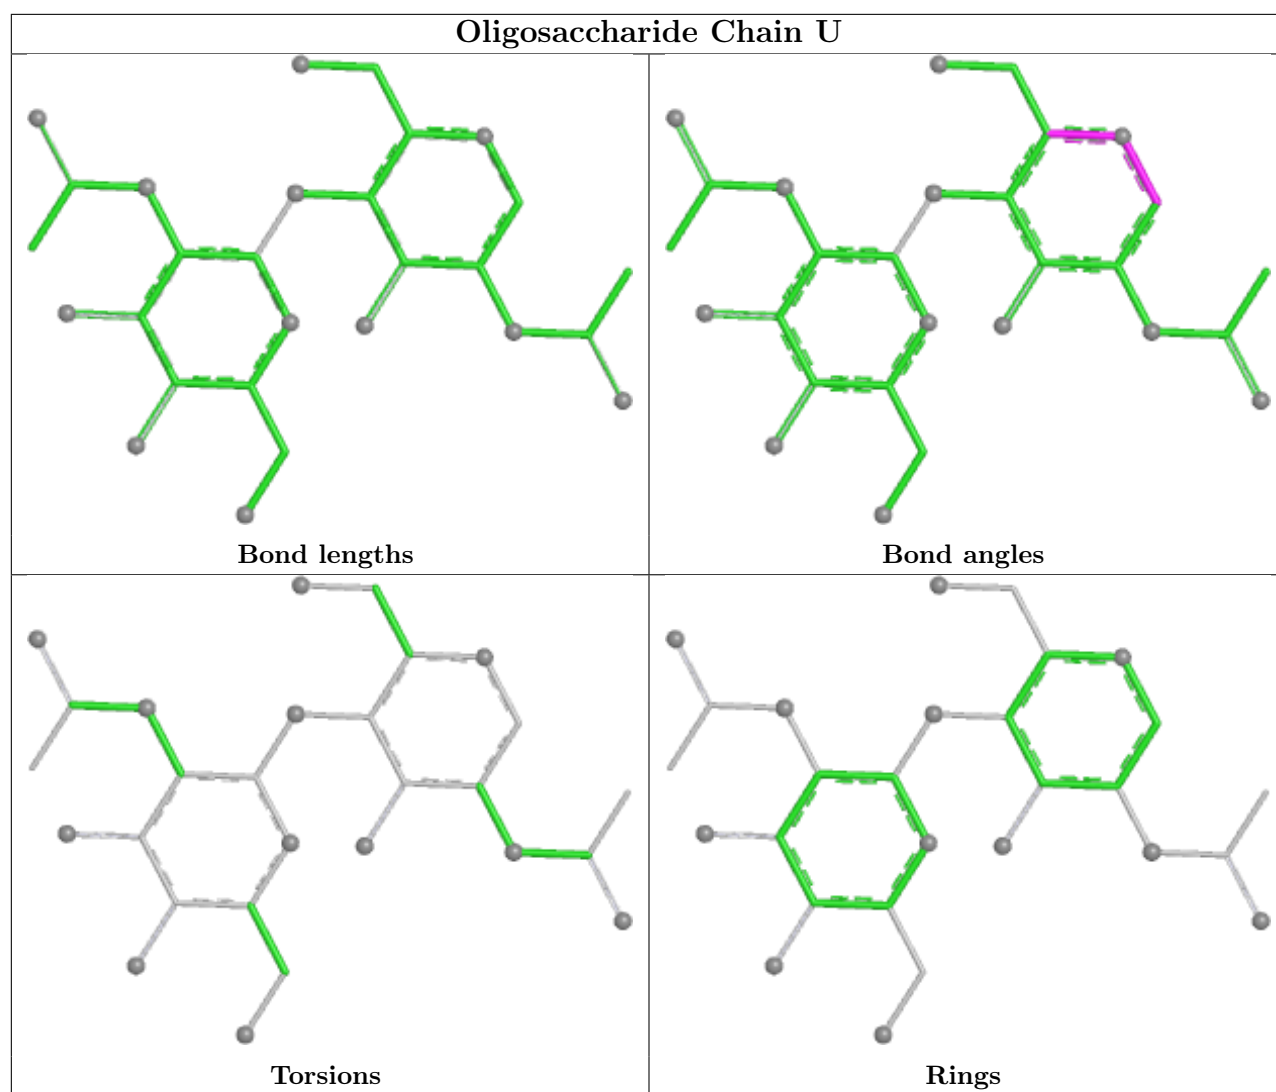 Oligosaccharide Chain U
Bond lengths
Bond angles
Torsions
Rings